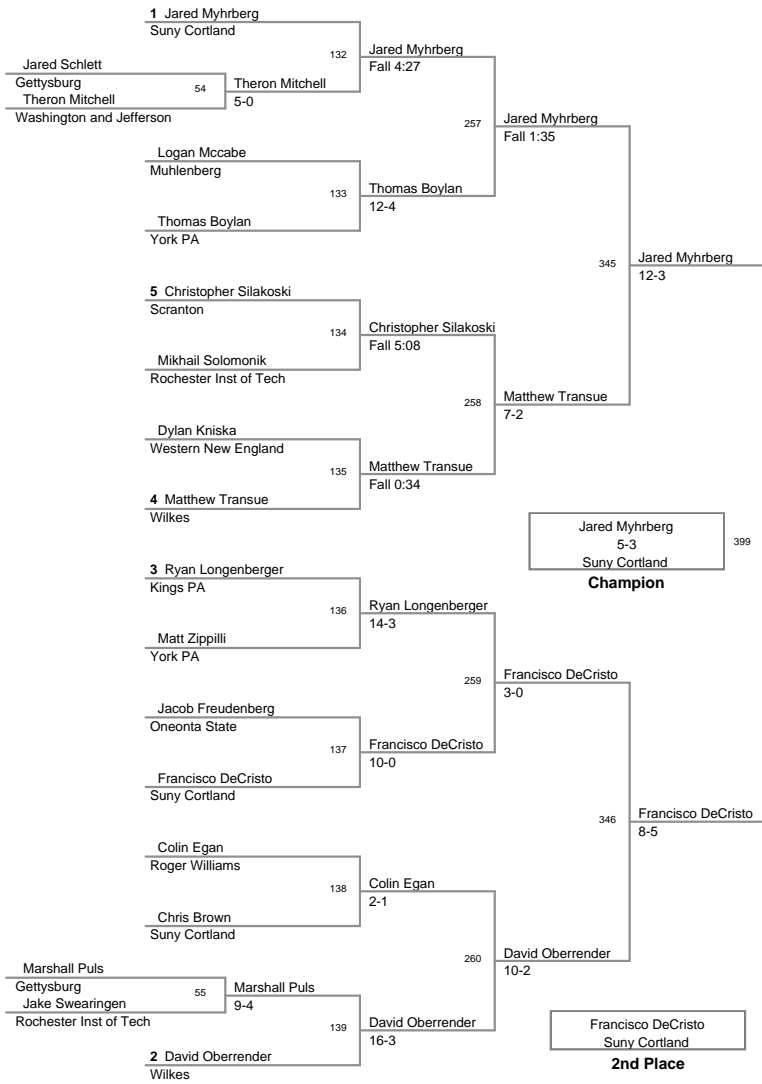 1 Jared Myhrberg
Suny Cortland
132
Jared Myhrberg
Fall 4:27
Jared Schlett
Gettysburg
54
Theron Mitchell
Washington and Jefferson
Theron Mitchell
5-0
257
Jared Myhrberg
Fall 1:35
Logan Mccabe
Muhlenberg
133
Thomas Boylan
12-4
Thomas Boylan
York PA
345
Jared Myhrberg
12-3
5 Christopher Silakoski
Scranton
134
Christopher Silakoski
Fall 5:08
Mikhail Solomonik
Rochester Inst of Tech
258
Matthew Transue
7-2
Dylan Kniska
Western New England
135
Matthew Transue
Fall 0:34
4 Matthew Transue
Wilkes
Jared Myhrberg
5-3
Suny Cortland
399
Champion
3 Ryan Longenberger
Kings PA
136
Ryan Longenberger
14-3
Matt Zippilli
York PA
259
Francisco DeCristo
3-0
Jacob Freudenberg
Oneonta State
137
Francisco DeCristo
10-0
Francisco DeCristo
Suny Cortland
346
Francisco DeCristo
8-5
Colin Egan
Roger Williams
138
Colin Egan
2-1
Chris Brown
Suny Cortland
260
David Oberrender
10-2
Marshall Puls
Gettysburg
55
Jake Swearingen
Rochester Inst of Tech
Marshall Puls
9-4
139
David Oberrender
16-3
2 David Oberrender
Wilkes
Francisco DeCristo
Suny Cortland
2nd Place